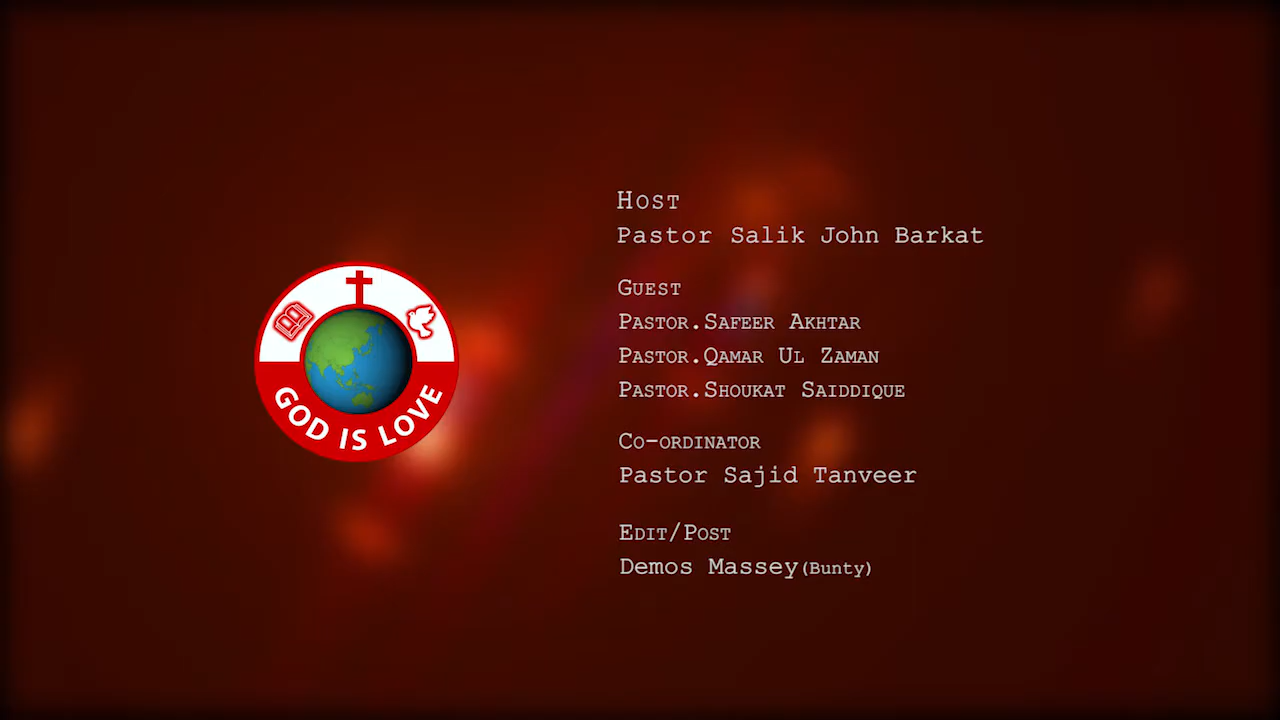 GOD IS LOVE
HOST
Pastor Salik John Barkat
GUEST
PASTOR.SAFEER AKHTAR
PASTOR.QAMAR UL ZAMAN
PASTOR.SHOUKAT SAIDDIQUE
CO-ORDINATOR
Pastor Sajid Tanveer
EDIT/POST
Demos Massey(Bunty)